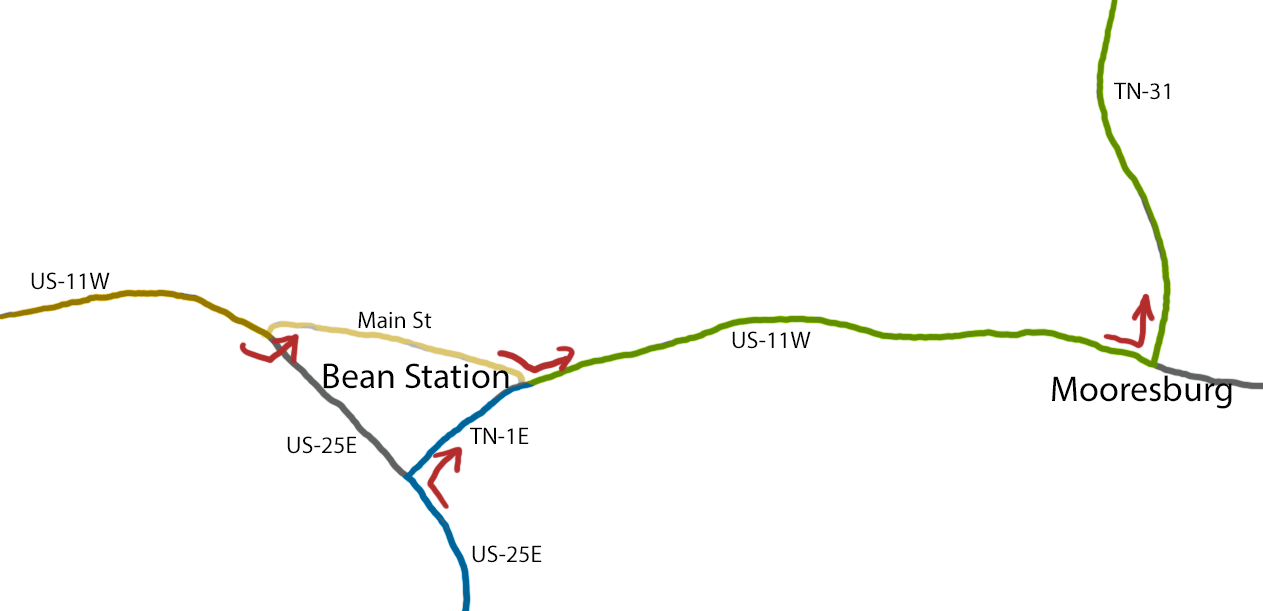 TN-31
US-11W
Main St
US-11W
Bean Station
Mooresburg
TN-1E
US-25E
US-25E